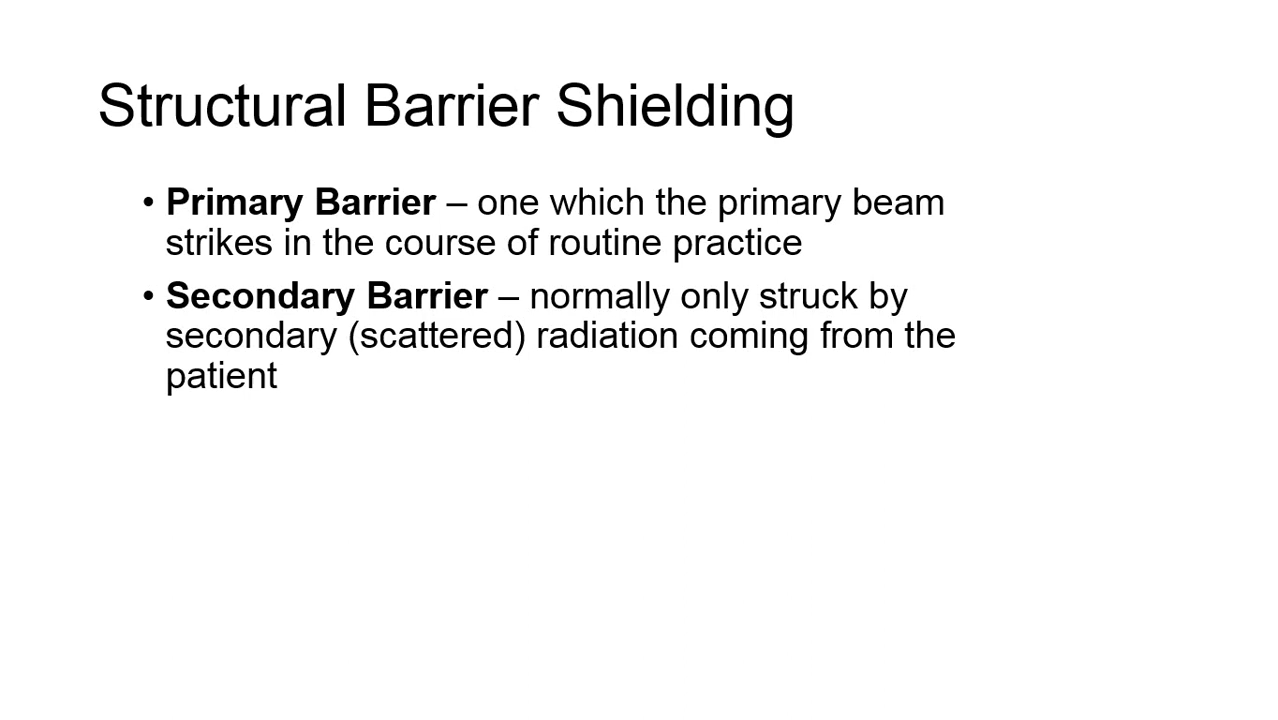 Structural Barrier Shielding
• Primary Barrier – one which the primary beam
strikes in the course of routine practice
• Secondary Barrier – normally only struck by
secondary (scattered) radiation coming from the
patient